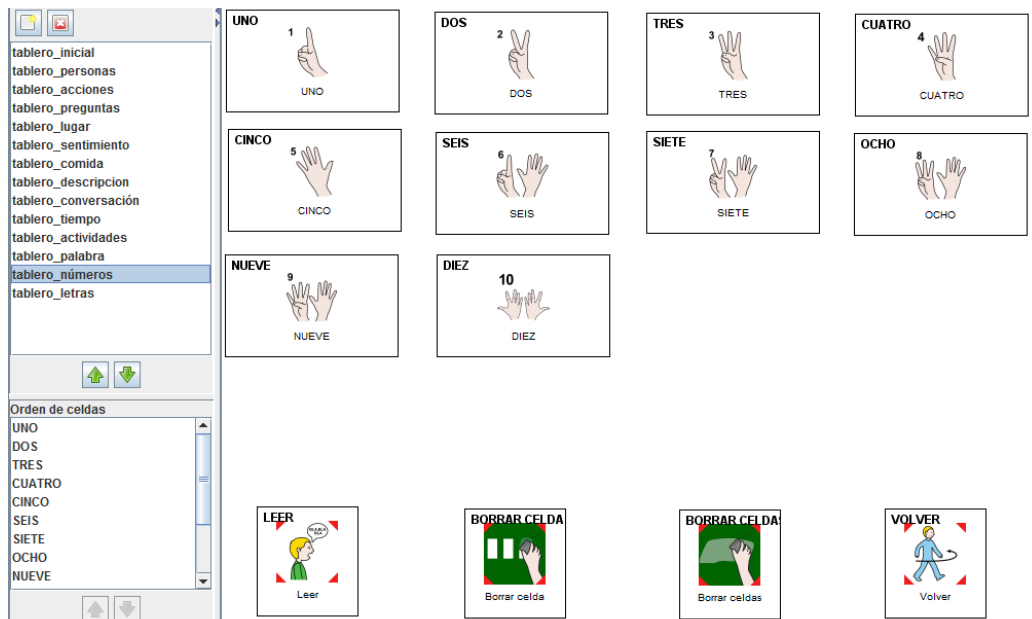 tablero_inicial
tablero_personas
tablero_acciones
tablero_preguntas
tablero_lugar
tablero_sentimiento
tablero_comida
tablero_descripcion
tablero_conversación
tablero_tiempo
tablero_actividades
tablero_palabra
tablero_números
tablero_letras
Orden de celdas
UNO
DOS
TRES
CUATRO
CINCO
SEIS
SIETE
OCHO
NUEVE
UNO
1
UNO
DOS
2
DOS
TRES
3
TRES
CUATRO
4
CUATRO
CINCO
5
CINCO
SEIS
6
SEIS
SIETE
7
SIETE
OCHO
8
OCHO
NUEVE
9
NUEVE
DIEZ
10
DIEZ
LEER
Leer
BORRAR CELDA
Borrar celda
BORRAR CELDAS
Borrar celdas
VOLVER
Volver